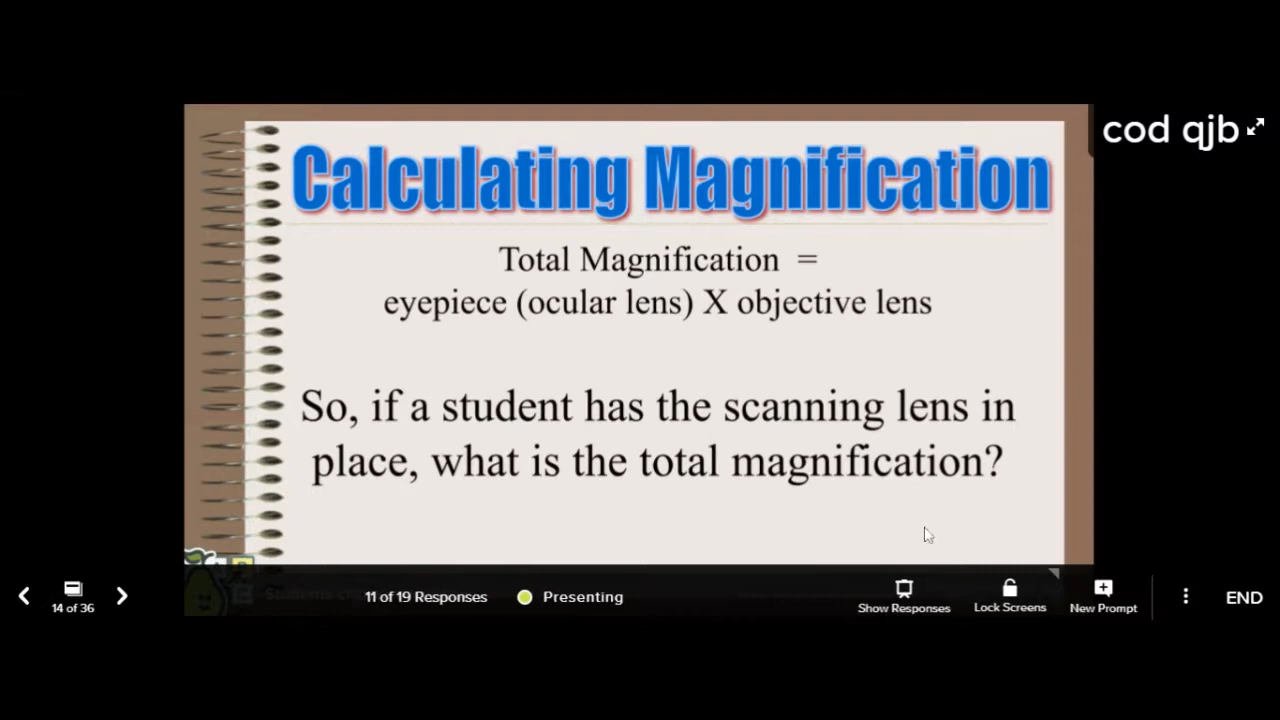 cod qjb
Calculating Magnification
Total Magnification =
eyepiece (ocular lens) X objective lens
So, if a student has the scanning lens in
place, what is the total magnification?
14 of 36
11 of 19 Responses
Presenting
Show Responses
Lock Screens
New Prompt
END